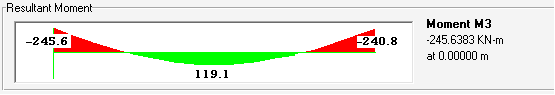 Resultant Moment
-245.6
-240.8
119.1
Moment M3
-245.6383 KN-m
at 0.00000 m